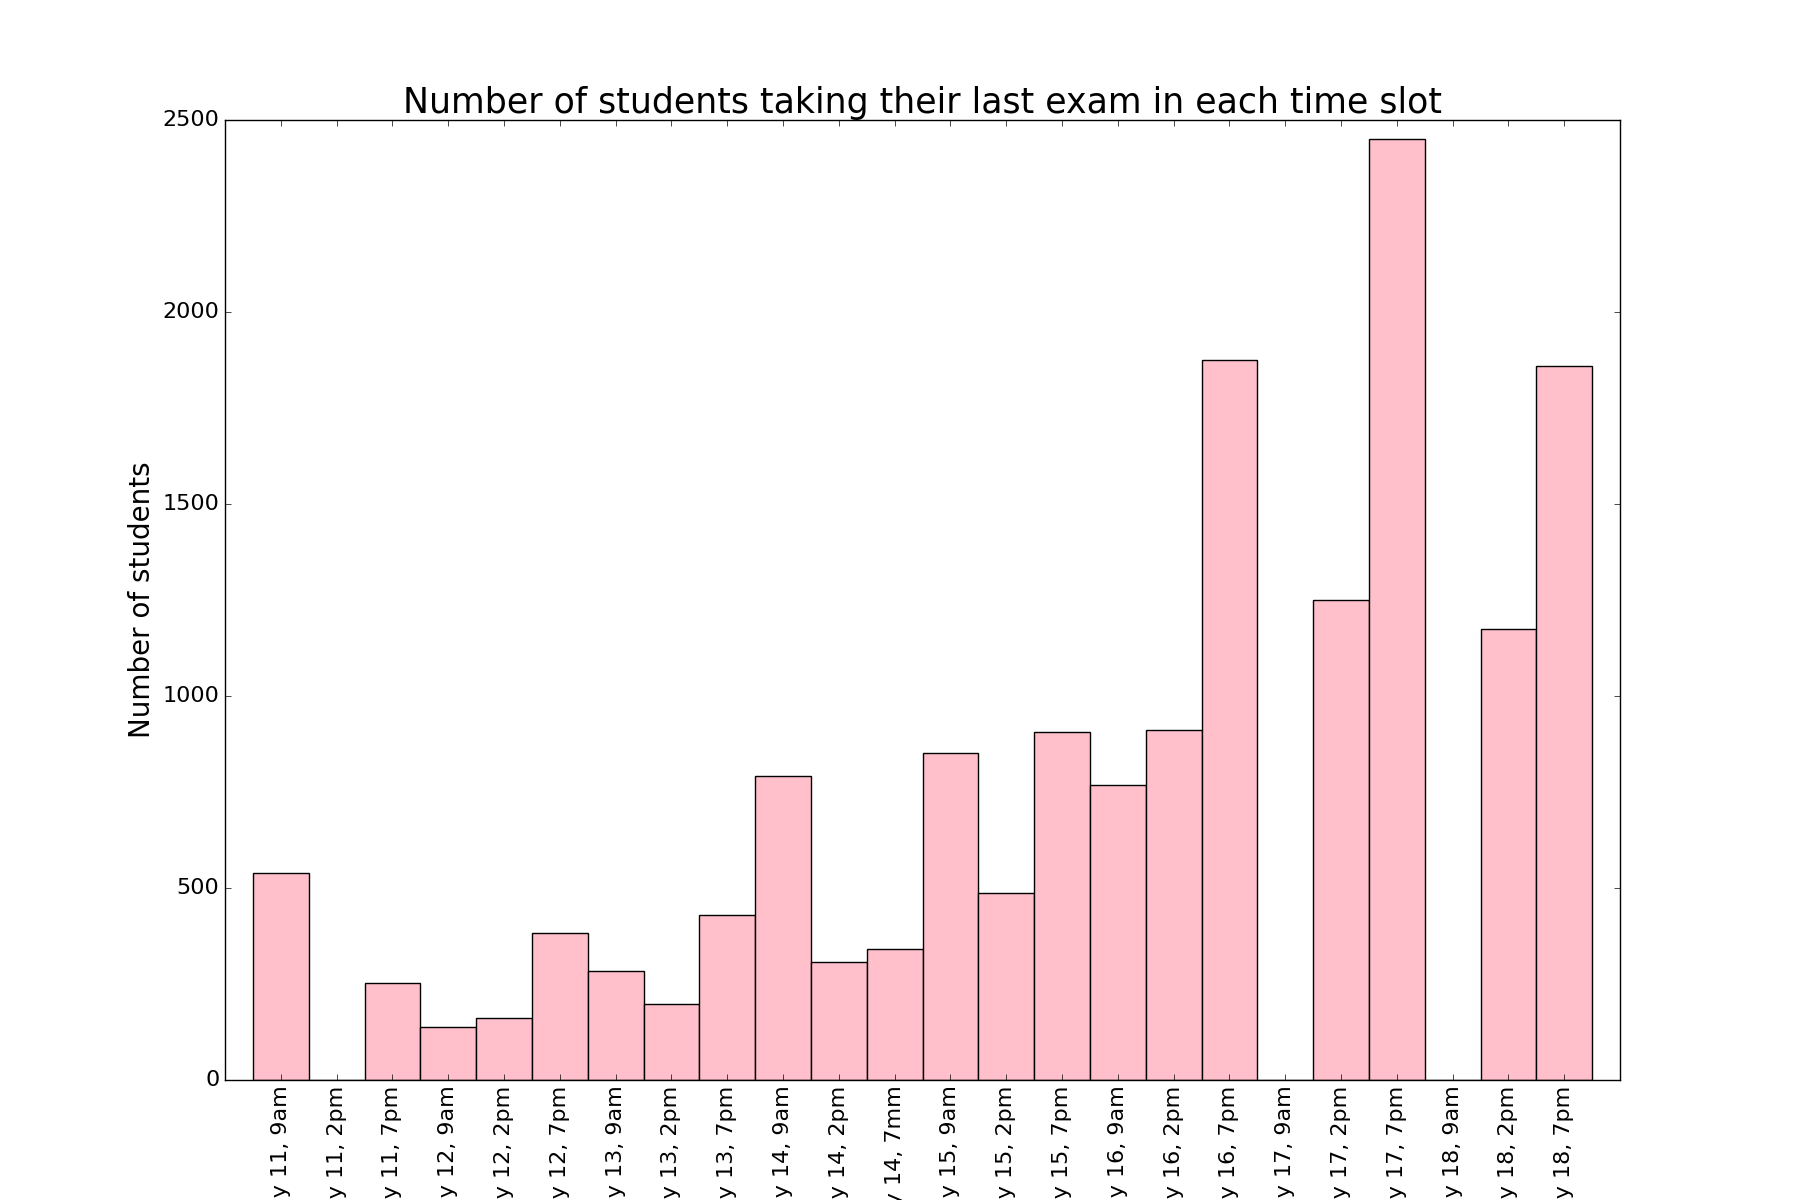 Number of students taking their last exam in each time slot
Number of students
2500
2000
1500
1000
500
0
y 11, 9am
y 11, 2pm
y 11, 7pm
y 12, 9am
y 12, 2pm
y 12, 7pm
y 13, 9am
y 13, 2pm
y 13, 7pm
y 14, 9am
y 14, 2pm
y 14, 7mm
y 15, 9am
y 15, 2pm
y 15, 7pm
y 16, 9am
y 16, 2pm
y 16, 7pm
y 17, 9am
y 17, 2pm
y 17, 7pm
y 18, 9am
y 18, 2pm
y 18, 7pm